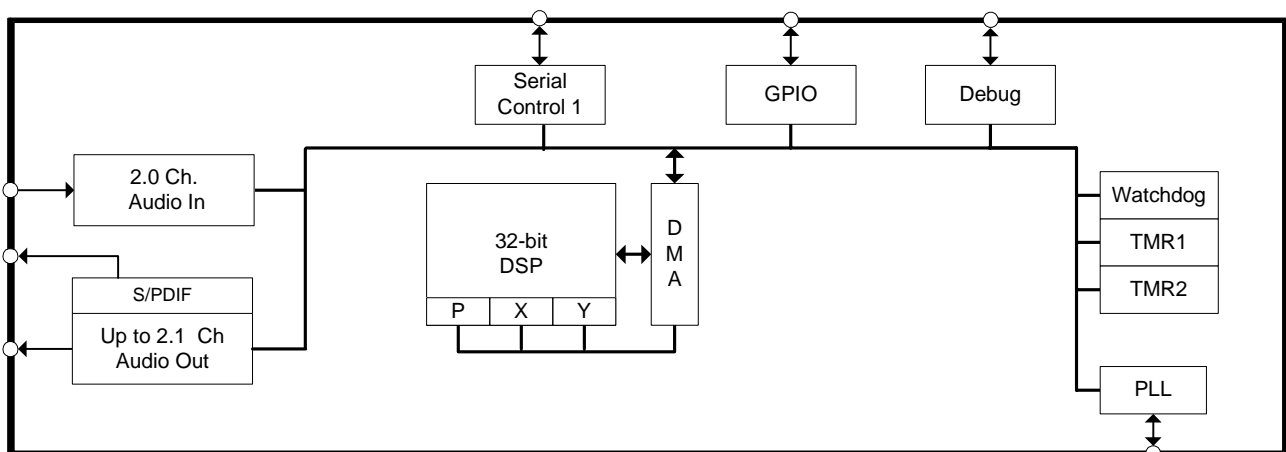 Serial
Control 1
GPIO
Debug
2.0 Ch.
Audio In
Watchdog
TMR1
TMR2
32-bit
DSP
P X Y
D
M
A
S/PDIF
Up to 2.1 Ch
Audio Out
PLL